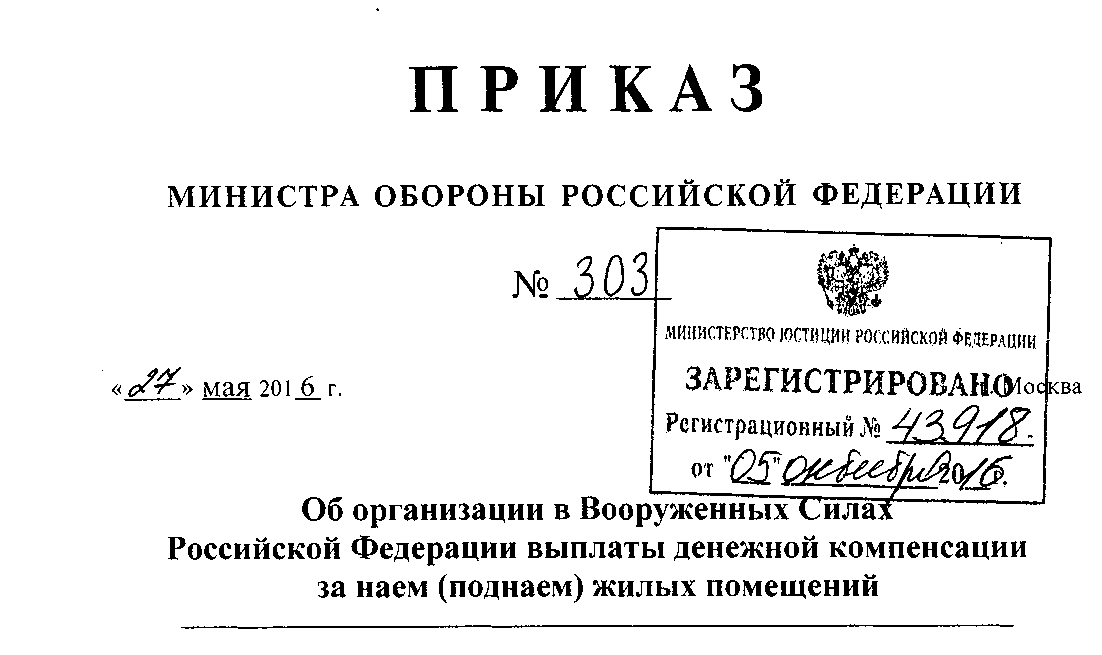 ПРИКАЗ
МИНИСТРА ОБОРОНЫ РОССИЙСКОЙ ФЕДЕРАЦИИ
№ 303
МИНИСТЕРСТВО ЮСТИЦИИ РОССИЙСКОЙ ФЕДЕРАЦИИ
ЗАРЕГИСТРИРОВАНО
Регистрационный № 43918.
от "05" октября 2016.
«27» мая 2016 г.
Москва
Об организации в Вооруженных Силах
Российской Федерации выплаты денежной компенсации
за наем (поднаем) жилых помещений